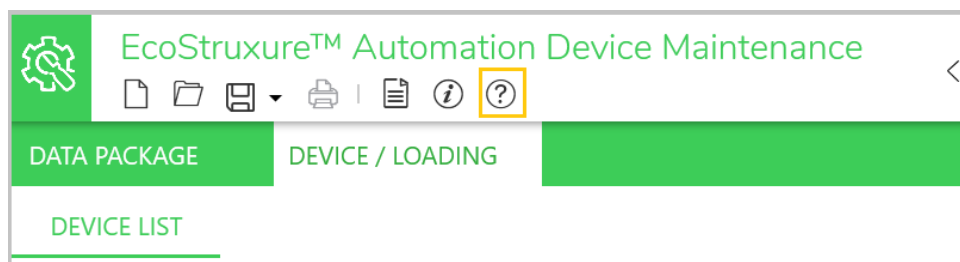 EcoStruxure™ Automation Device Maintenance
DATA PACKAGE
DEVICE / LOADING
DEVICE LIST